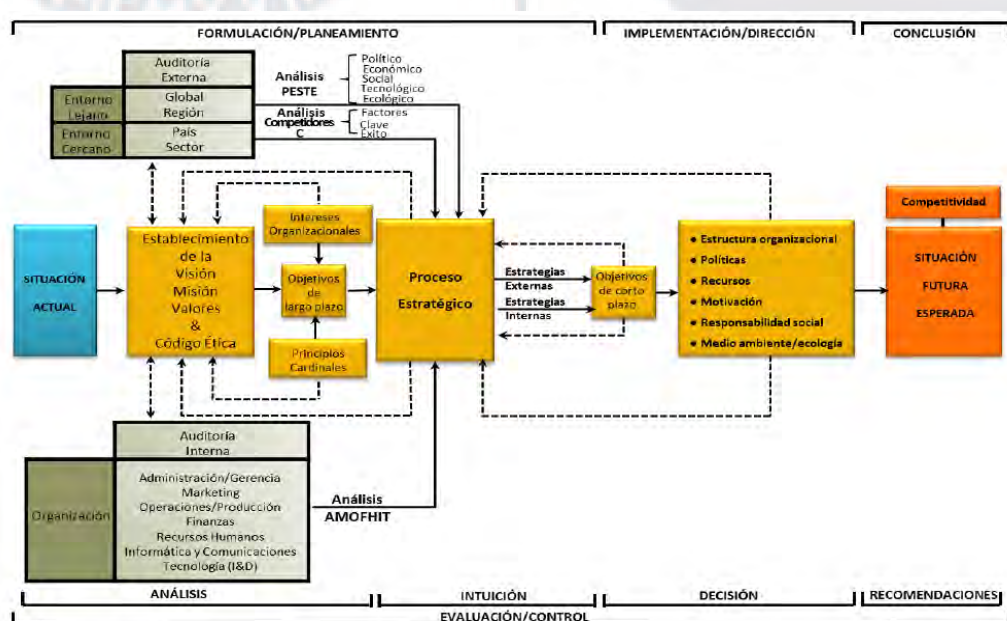 FORMULACIÓN/PLANEAMIENTO
IMPLEMENTACIÓN/DIRECCIÓN
CONCLUSIÓN
Auditoría
Externa
Entorno
Lejano
Global
Región
Entorno
Cercano
País
Sector
Análisis
PESTE
Político
Económico
Social
Tecnológico
Ecológico
Análisis
Competidores
C
Factores
Clave
Éxito
SITUACIÓN
ACTUAL
Establecimiento
de la
Visión
Misión
Valores
&
Código Ética
Intereses
Organizacionales
Objetivos
de
largo plazo
Principios
Cardinales
Proceso
Estratégico
Estrategias
Externas
Estrategias
Internas
Objetivos
de corto
plazo
• Estructura organizacional
• Políticas
• Recursos
• Motivación
• Responsabilidad social
• Medio ambiente/ecología
Competitividad
SITUACIÓN
FUTURA
ESPERADA
Auditoría
Interna
Organización
Administración/Gerencia
Marketing
Operaciones/Producción
Finanzas
Recursos Humanos
Informática y Comunicaciones
Tecnología (I&D)
Análisis
AMOFHIT
ANÁLISIS
INTUICIÓN
DECISIÓN
RECOMENDACIONES
EVALUACIÓN/CONTROL